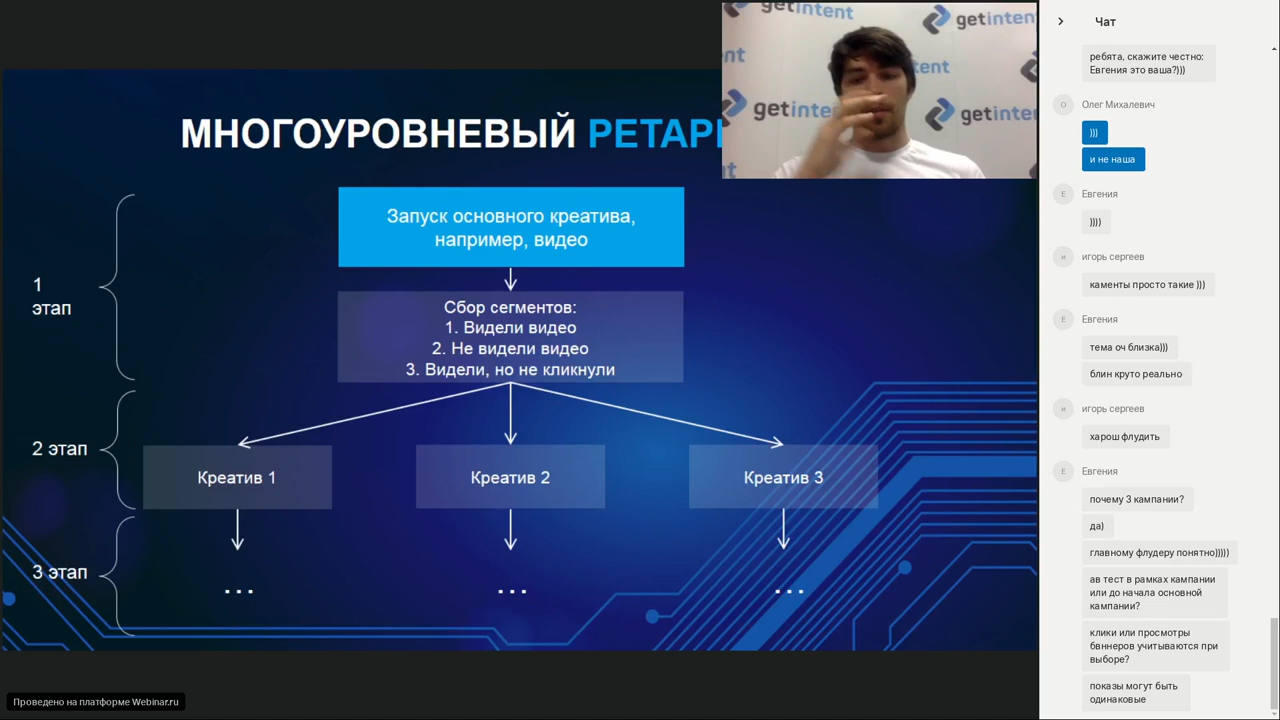 МНОГОУРОВНЕВЫЙ РЕТАР
Запуск основного креатива,
например, видео
1
этап
Сбор сегментов:
1. Видели видео
2. Не видели видео
3. Видели, но не кликнули
2 этап
Креатив 1
Креатив 2
Креатив 3
3 этап
...
...
...
Проведено на платформе Webinar.ru
getintent
getintent
getintent
getintent
Чат
ребята, скажите честно:
Евгения это ваша?)))
О
Олег Михалевич
)))
и не наша
Е
Евгения
))))
и
игорь сергеев
каменты просто такие )))
Е
Евгения
тема оч близка)))
блин круто реально
и
игорь сергеев
харош флудить
Е
Евгения
почему 3 кампании?
да)
главному флудеру понятно)))))
ав тест в рамках кампании
или до начала основной
кампании?
клики или просмотры
бвннеров учитываются при
выборе?
показы могут быть
одинаковые